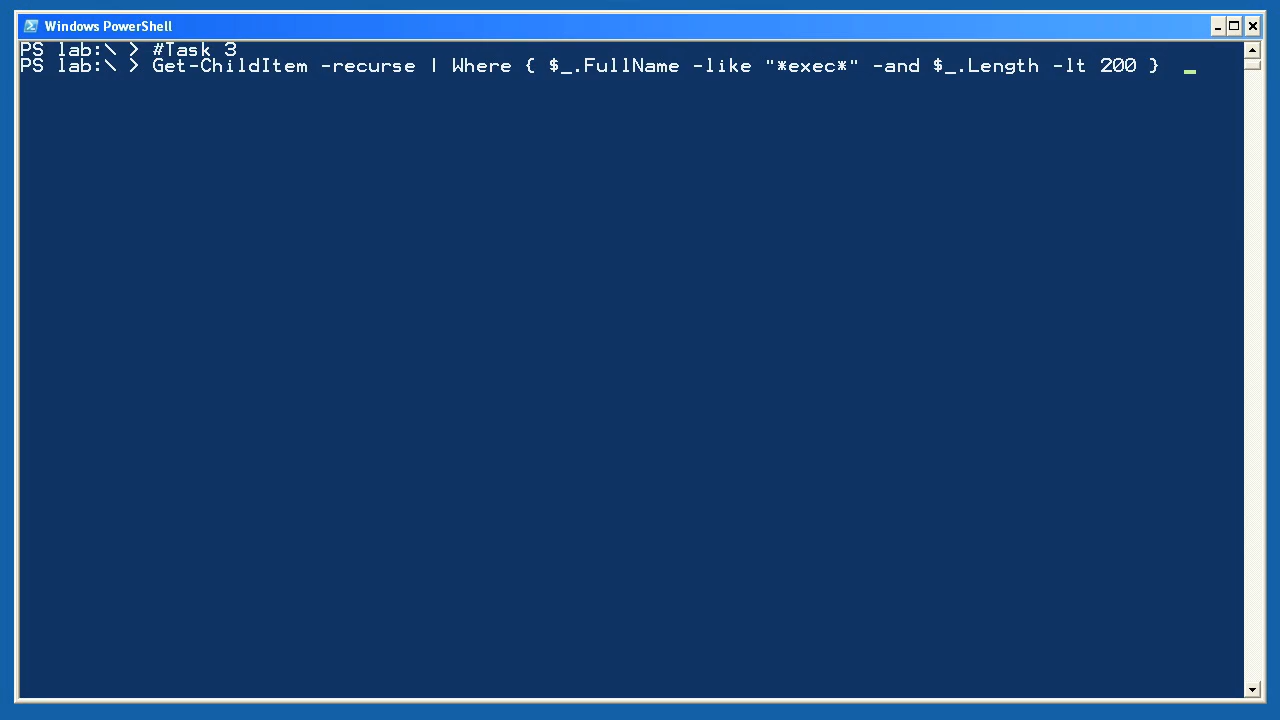 Windows PowerShell
PS lab:\ > #Task 3
PS lab:\ > Get-ChildItem -recurse | Where { $_.FullName -like "*exec*" -and $_.Length -lt 200 }  _